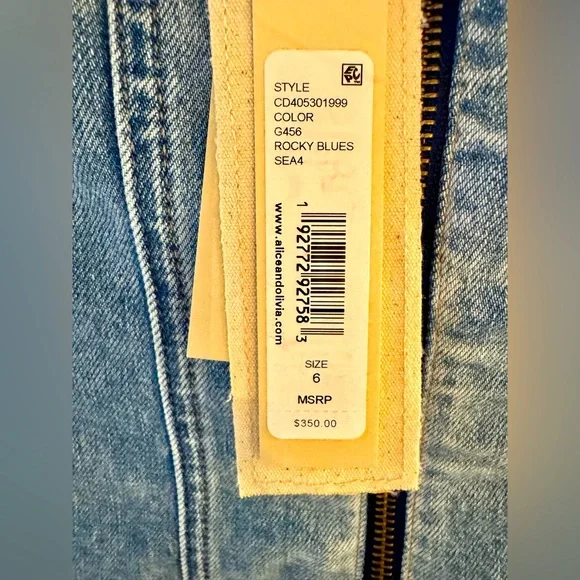 STYLE
CD405301999
COLOR
G456
ROCKY BLUES
SEA4
www.aliceandolivia.com
1 92772 92758 3
SIZE
6
MSRP
$350.00